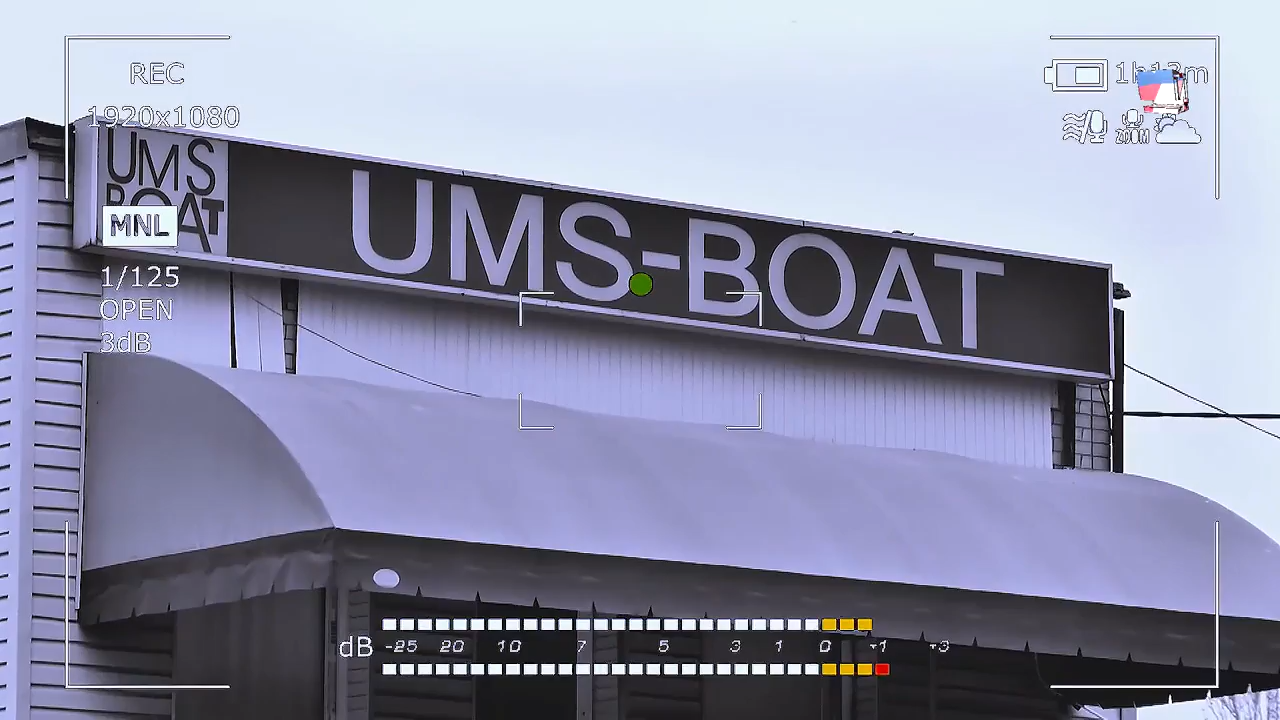 REC
1920x1080
1h13m
ZOOM
UMS
BOAT
MNL
UMS-BOAT
1/125
OPEN
3dB
dB -25 20 10 7 5 3 1 0 +1 +3